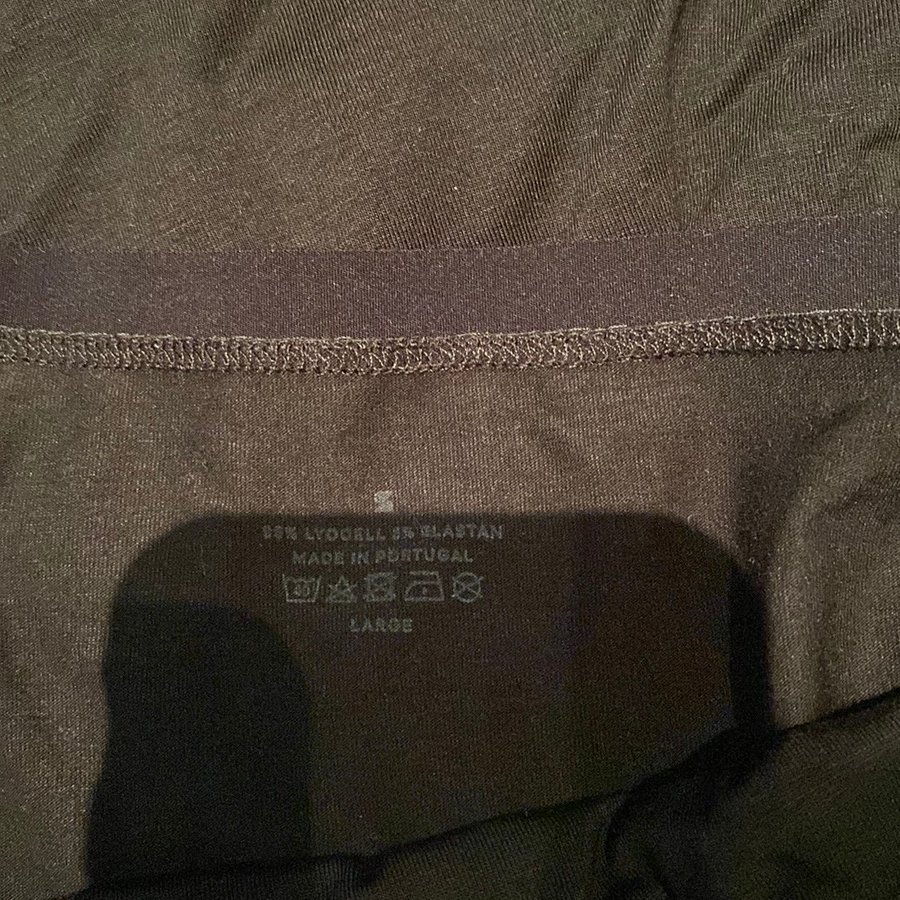 95% LYOCELL 5% ELASTAN
MADE IN PORTUGAL
LARGE